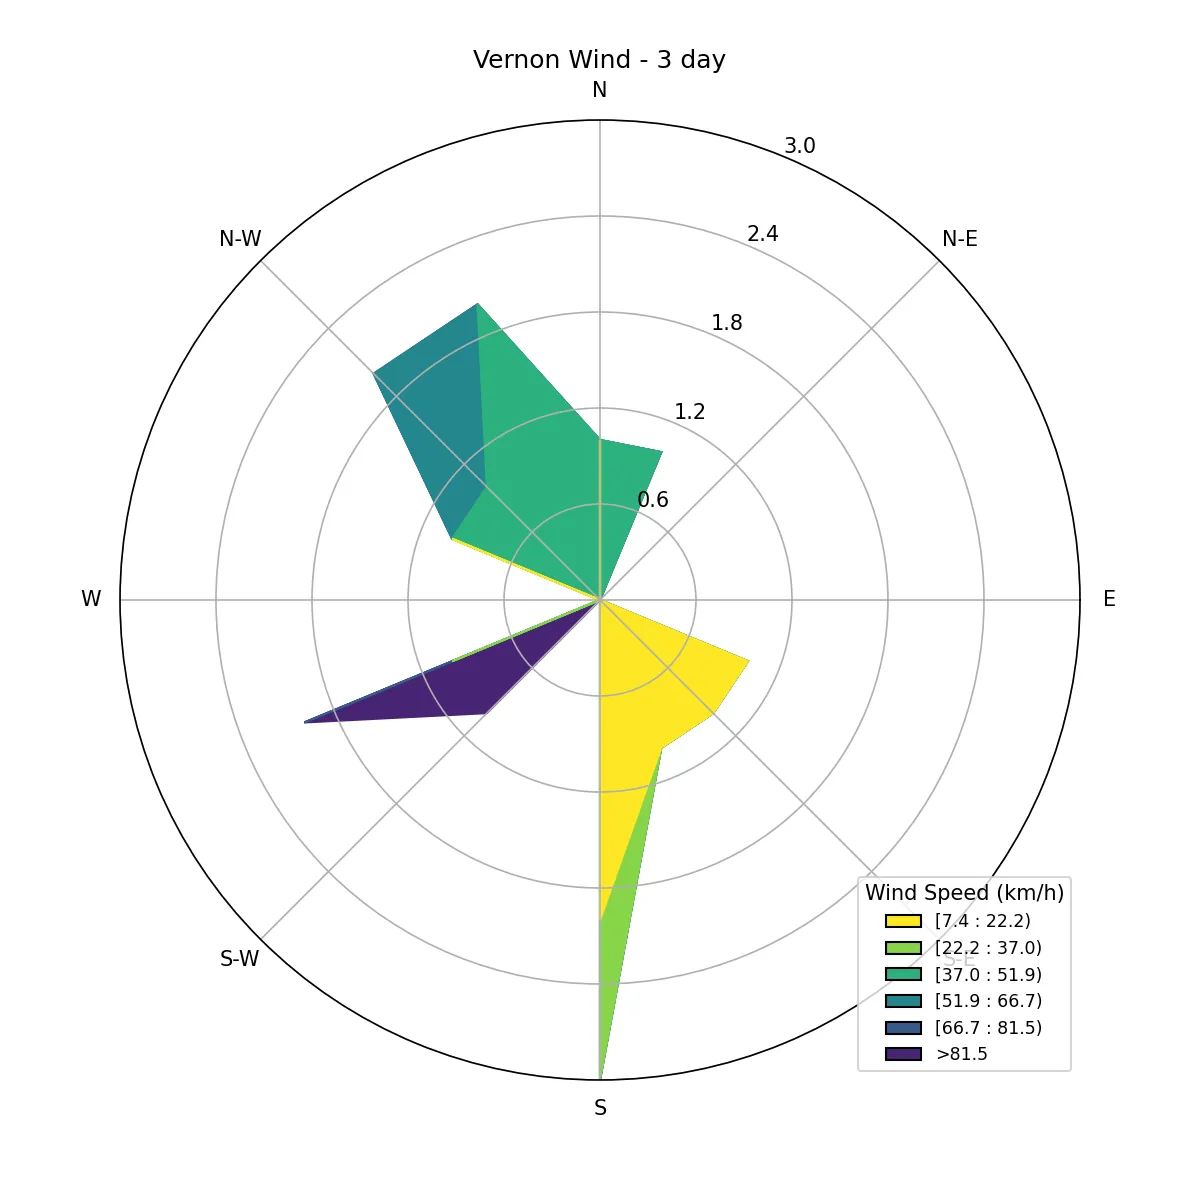 Vernon Wind - 3 day
N
3.0
2.4
N-W
N-E
1.8
1.2
0.6
W
E
S-W
S-E
S
Wind Speed (km/h)
[7.4 : 22.2)
[22.2 : 37.0)
[37.0 : 51.9)
[51.9 : 66.7)
[66.7 : 81.5)
>81.5